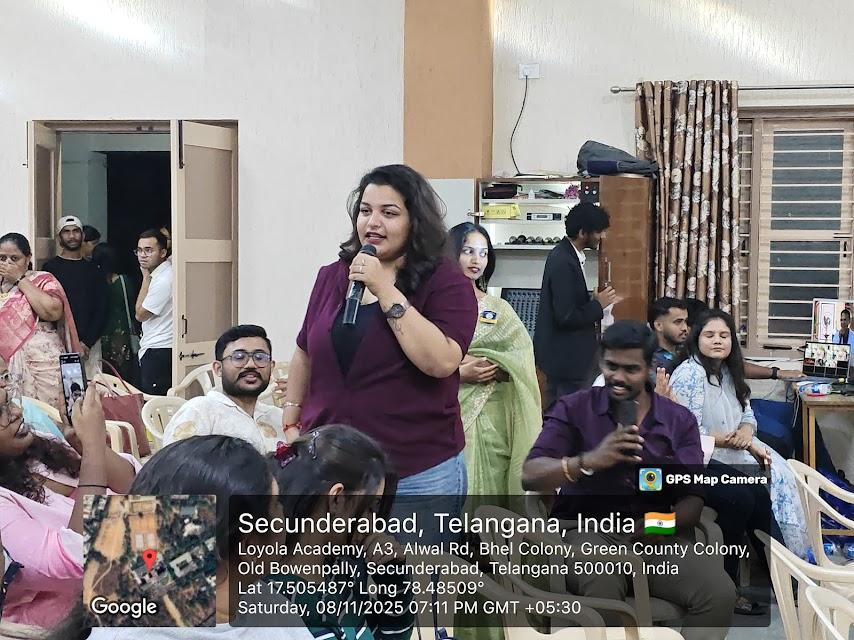 GPS Map Camera
Secunderabad, Telangana, India 🇮🇳
Loyola Academy, A3, Alwal Rd, Bhel Colony, Green County Colony,
Old Bowenpally, Secunderabad, Telangana 500010, India
Lat 17.505487° Long 78.48509°
Saturday, 08/11/2025 07:11 PM GMT +05:30
Google